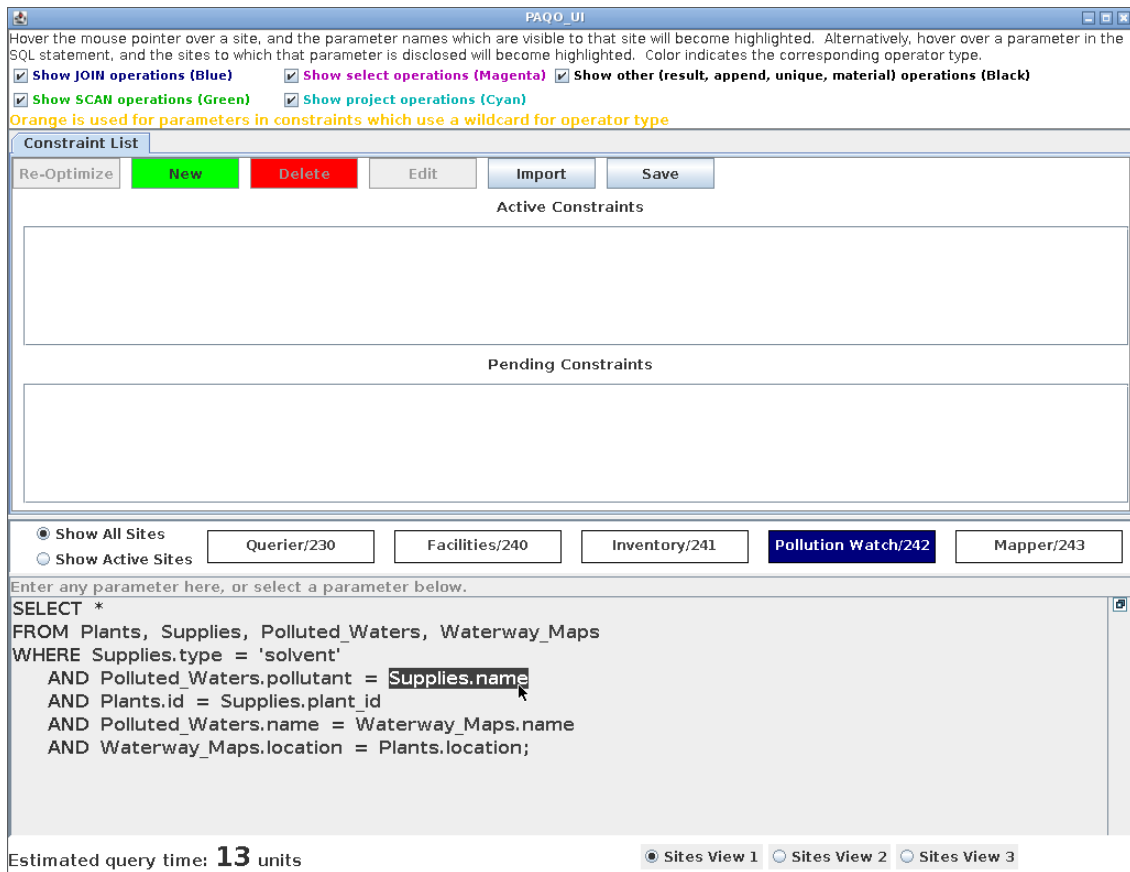 PAQO_UI
Hover the mouse pointer over a site, and the parameter names which are visible to that site will become highlighted. Alternatively, hover over a parameter in the
SQL statement, and the sites to which that parameter is disclosed will become highlighted. Color indicates the corresponding operator type.
Show JOIN operations (Blue) Show select operations (Magenta) Show other (result, append, unique, material) operations (Black)
Show SCAN operations (Green) Show project operations (Cyan)
Orange is used for parameters in constraints which use a wildcard for operator type
Constraint List
Re-Optimize New Delete Edit Import Save
Active Constraints
Pending Constraints
Show All Sites
Show Active Sites
Querier/230 Facilities/240 Inventory/241 Pollution Watch/242 Mapper/243
Enter any parameter here, or select a parameter below.
SELECT *
FROM Plants, Supplies, Polluted_Waters, Waterway_Maps
WHERE Supplies.type = 'solvent'
AND Polluted_Waters.pollutant = Supplies.name
AND Plants.id = Supplies.plant_id
AND Polluted_Waters.name = Waterway_Maps.name
AND Waterway_Maps.location = Plants.location;
Estimated query time: 13 units
Sites View 1 Sites View 2 Sites View 3